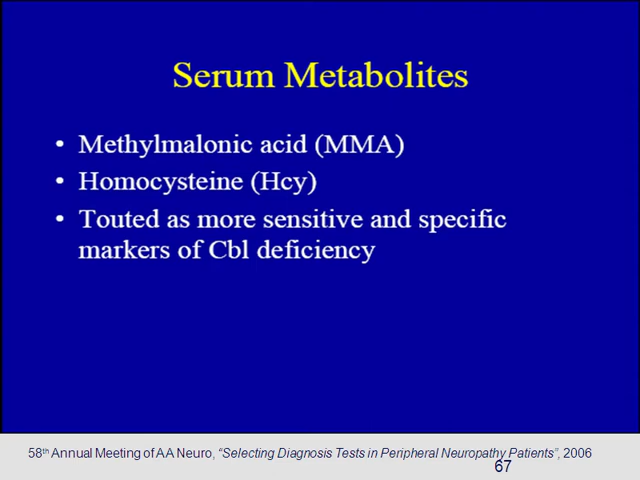 Serum Metabolites
• Methylmalonic acid (MMA)
• Homocysteine (Hcy)
• Touted as more sensitive and specific
markers of Cbl deficiency
58th Annual Meeting of AA Neuro, “Selecting Diagnosis Tests in Peripheral Neuropathy Patients”, 2006
67